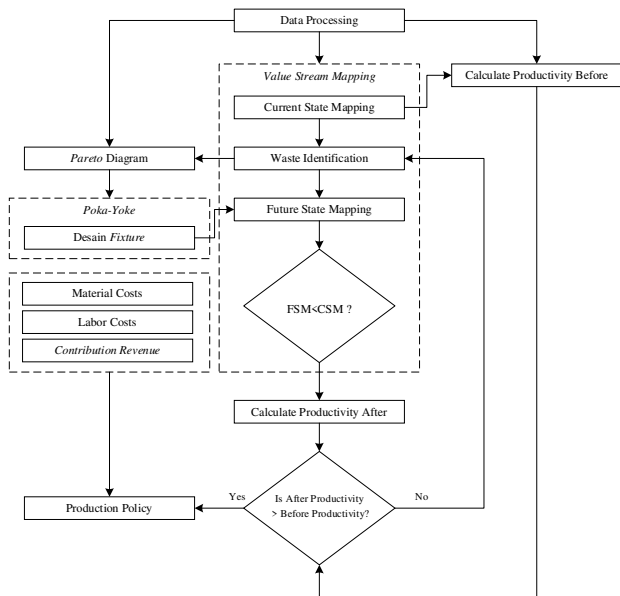 Data Processing
Value Stream Mapping
Calculate Productivity Before
Current State Mapping
Pareto Diagram
Waste Identification
Poka-Yoke
Future State Mapping
Desain Fixture
Material Costs
FSM<CSM ?
Labor Costs
Contribution Revenue
Calculate Productivity After
Yes
Is After Productivity
> Before Productivity?
No
Production Policy